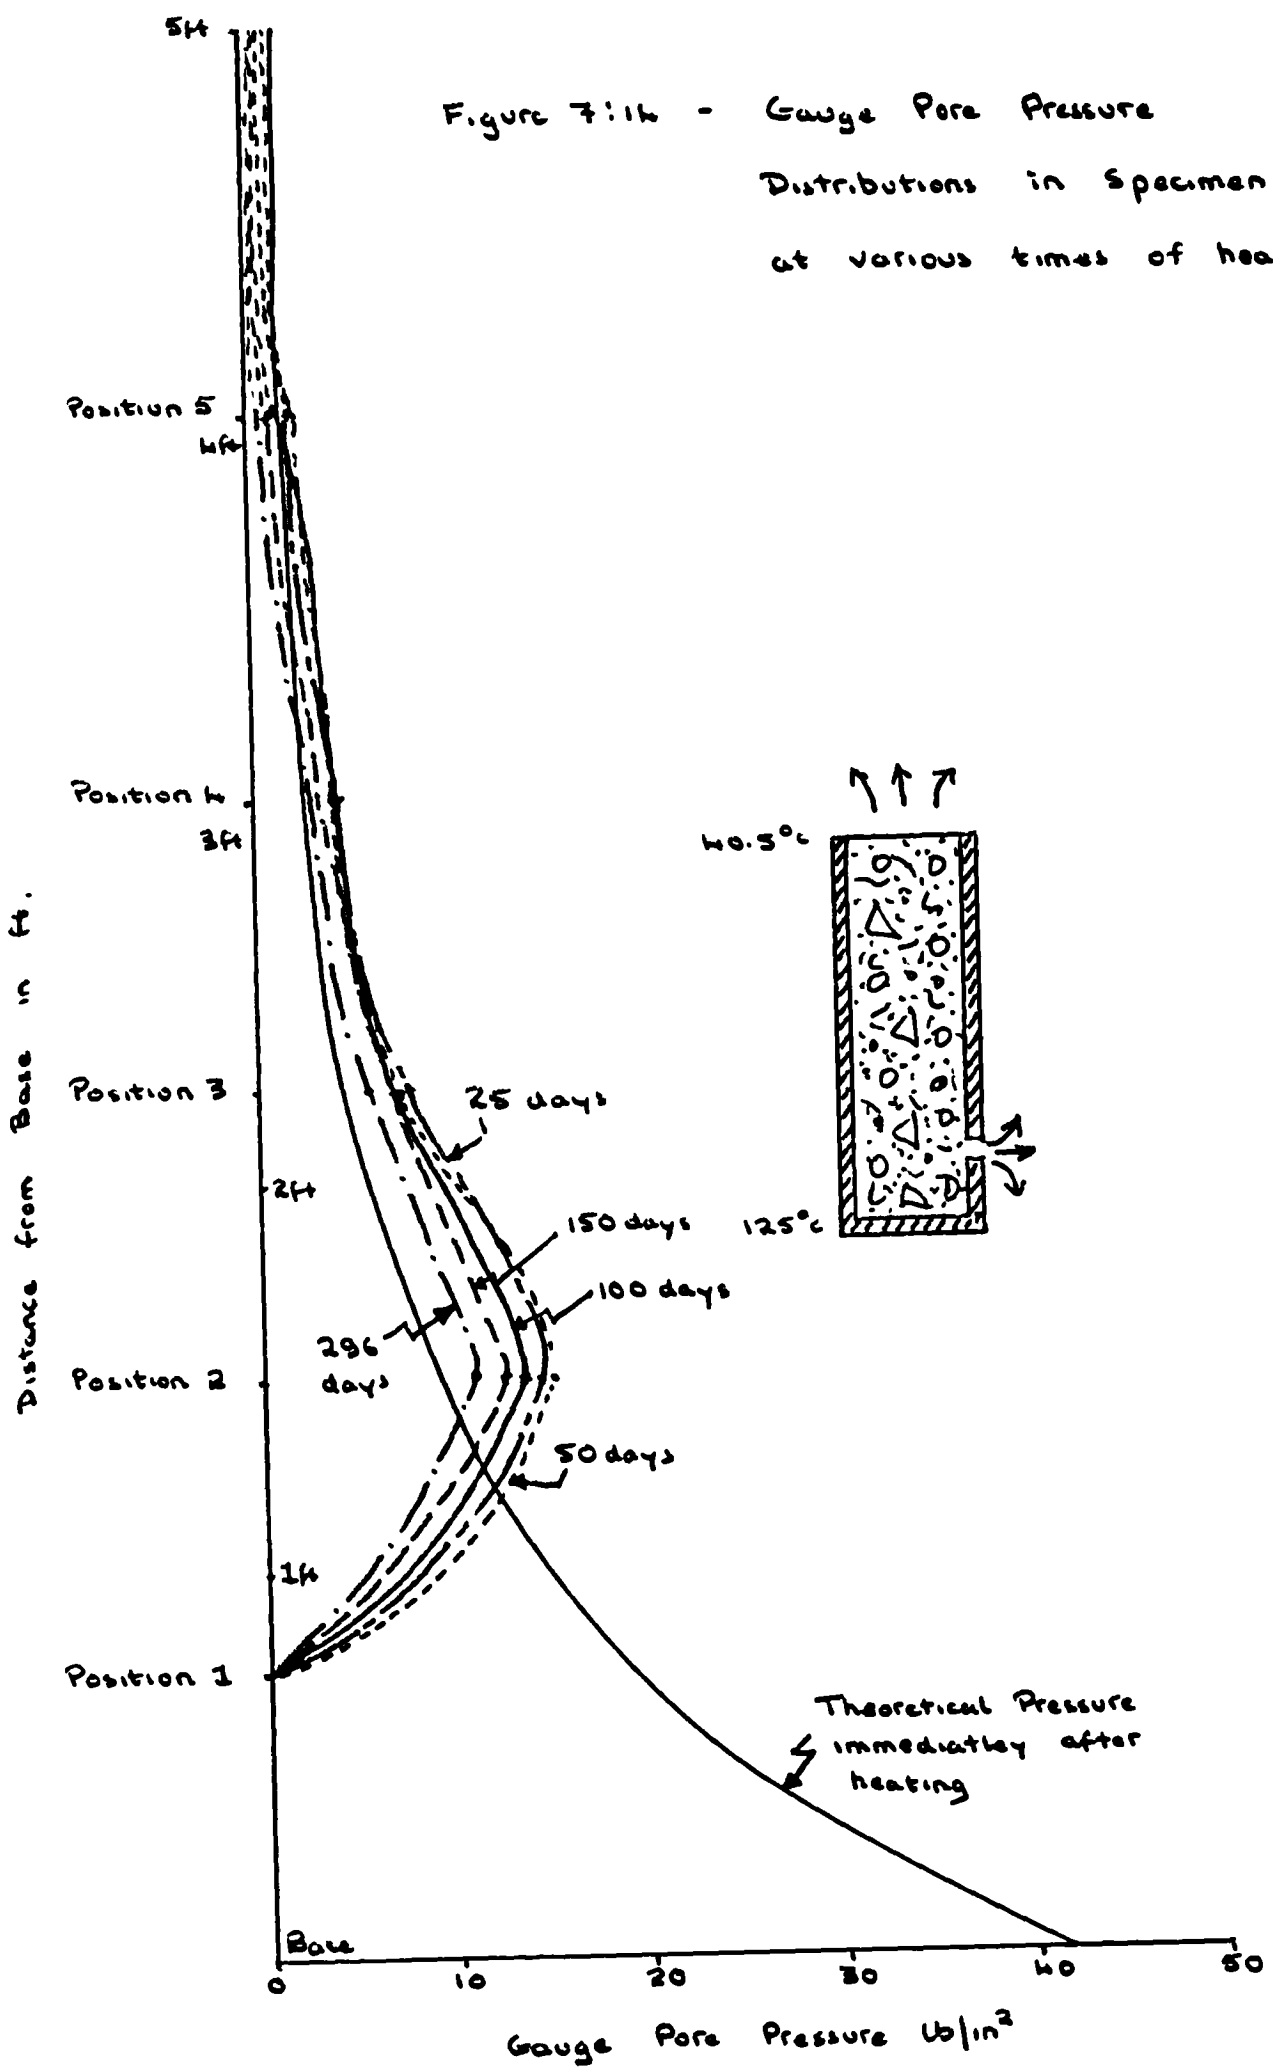 5ft
Figure 7:14 - Gauge Pore Pressure
Distributions in Specimen
at various times of hea
Position 5
4ft
Position 4
3ft
40.5°c
Distance from Base in ft.
Position 3
25 days
2ft
150 days
125°c
100 days
296
days
Position 2
50 days
1ft
Position 1
Theoretical Pressure
immediatley after
heating
Base
0
10
20
30
40
50
Gauge Pore Pressure Lb/in²